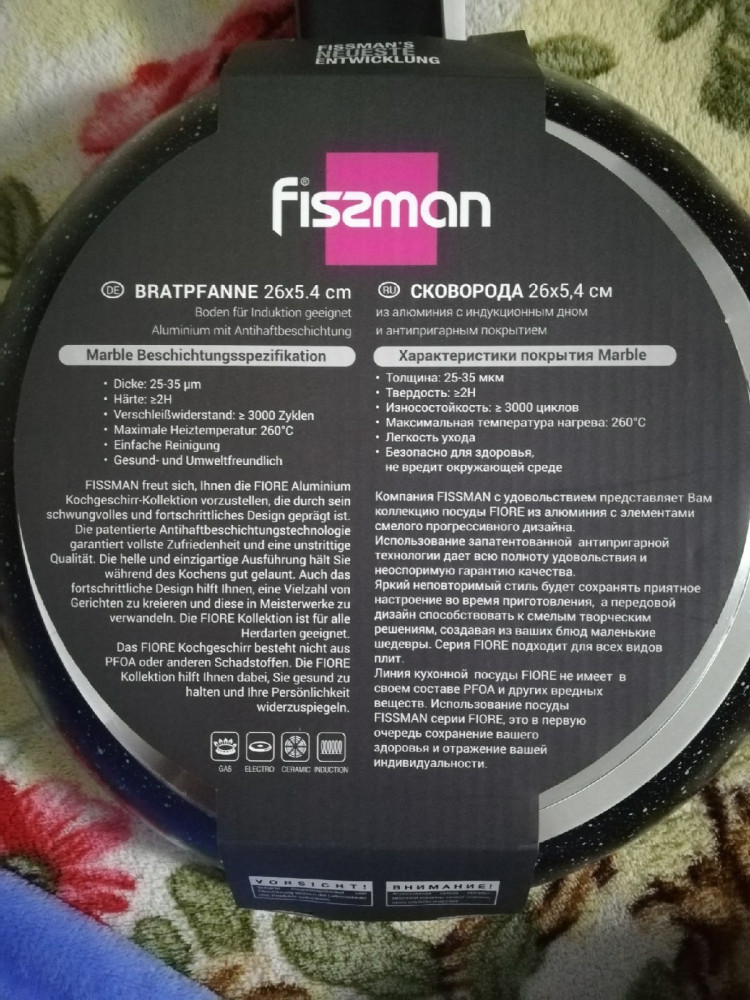 FISSMAN'S
NEUESTE
ENTWICKLUNG
fissman®
DE BRATPFANNE 26x5.4 cm
Boden für Induktion geeignet
Aluminium mit Antihaftbeschichtung
Marble Beschichtungsspezifikation
• Dicke: 25-35 μm
• Härte: ≥2H
• Verschleißwiderstand: ≥ 3000 Zyklen
• Maximale Heiztemperatur: 260°C
• Einfache Reinigung
• Gesund- und Umweltfreundlich
FISSMAN freut sich, Ihnen die FIORE Aluminium
Kochgeschirr-Kollektion vorzustellen, die durch sein
schwungvolles und fortschrittliches Design geprägt ist.
Die patentierte Antihaftbeschichtungstechnologie
garantiert vollste Zufriedenheit und eine unstrittige
Qualität. Die helle und einzigartige Ausführung hält Sie
während des Kochens gut gelaunt. Auch das
fortschrittliche Design hilft Ihnen, eine Vielzahl von
Gerichten zu kreieren und diese in Meisterwerke zu
verwandeln. Die FIORE Kollektion ist für alle
Herdarten geeignet.
Das FIORE Kochgeschirr besteht nicht aus
PFOA oder anderen Schadstoffen. Die FIORE
Kollektion hilft Ihnen dabei, Sie gesund zu
halten und Ihre Persönlichkeit
widerzuspiegeln.
GAS ELECTRO CERAMIC INDUCTION
RU СКОВОРОДА 26x5,4 см
из алюминия с индукционным дном
и антипригарным покрытием
Характеристики покрытия Marble
• Толщина: 25-35 мкм
• Твердость: ≥2H
• Износостойкость: ≥ 3000 циклов
• Максимальная температура нагрева: 260°C
• Легкость ухода
• Безопасно для здоровья,
не вредит окружающей среде
Компания FISSMAN с удовольствием представляет Вам
коллекцию посуды FIORE из алюминия с элементами
смелого прогрессивного дизайна.
Использование запатентованной антипригарной
технологии дает всю полноту удовольствия и
неоспоримую гарантию качества.
Яркий неповторимый стиль будет сохранять приятное
настроение во время приготовления, а передовой
дизайн способствовать к смелым творческим
решениям, создавая из ваших блюд маленькие
шедевры. Серия FIORE подходит для всех видов
плит.
Линия кухонной посуды FIORE не имеет в
своем составе PFOA и других вредных
веществ. Использование посуды
FISSMAN серии FIORE, это в первую
очередь сохранение вашего
здоровья и отражение вашей
индивидуальности.
VORSICHT!
ВНИМАНИЕ!